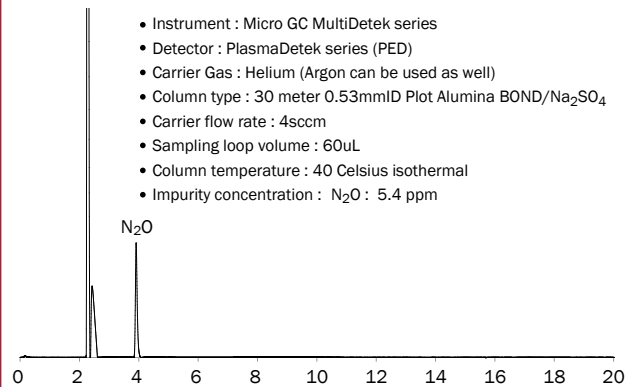 • Instrument : Micro GC MultiDetek series
• Detector : PlasmaDetek series (PED)
• Carrier Gas : Helium (Argon can be used as well)
• Column type : 30 meter 0.53mmID Plot Alumina BOND/Na₂SO₄
• Carrier flow rate : 4sccm
• Sampling loop volume : 60uL
• Column temperature : 40 Celsius isothermal
• Impurity concentration : N₂O : 5.4 ppm
N₂O
0 2 4 6 8 10 12 14 16 18 20